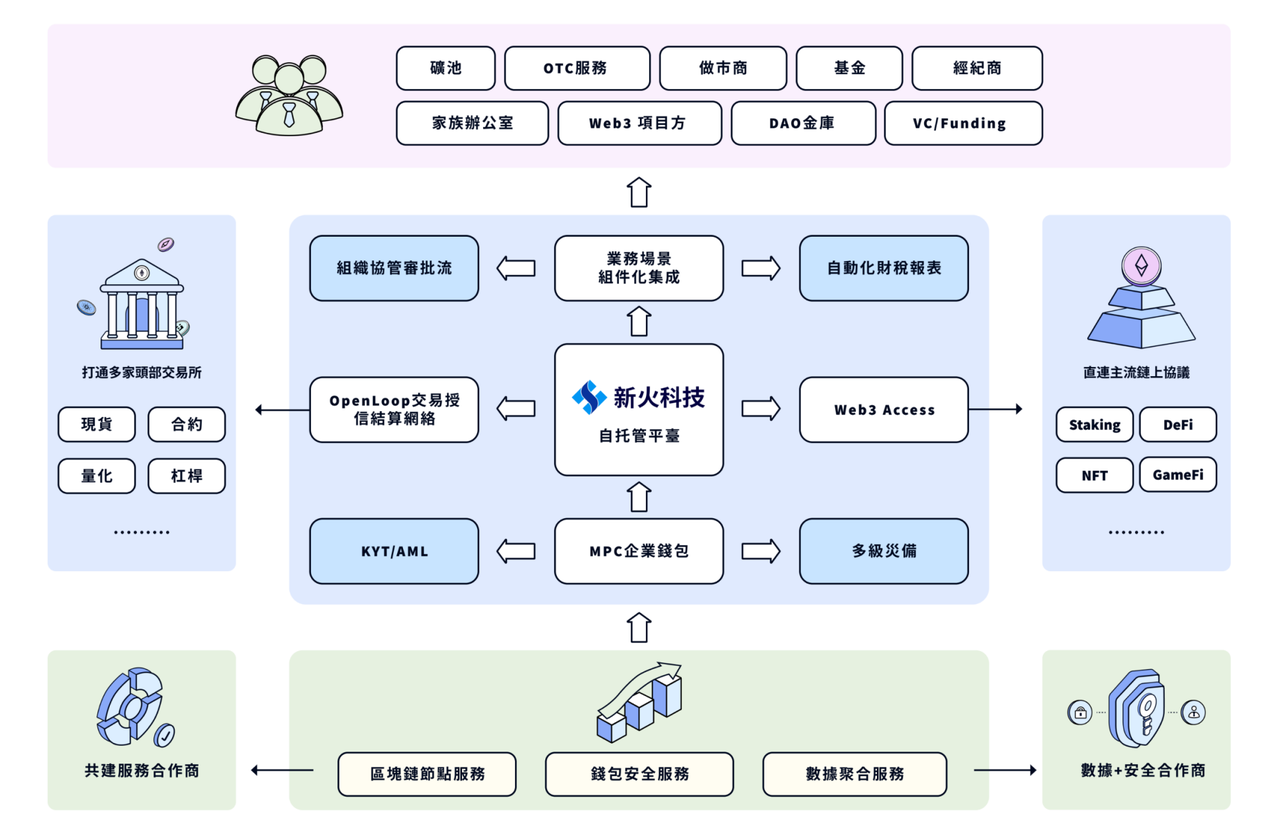 礦池
OTC服務
做市商
基金
經紀商
家族辦公室
Web3 項目方
DAO金庫
VC/Funding
打通多家頭部交易所
現貨
合約
量化
杠桿
·········
組織協管審批流
業務場景
組件化集成
自動化財稅報表
OpenLoop交易授
信結算網絡
新火科技
自托管平臺
Web3 Access
KYT/AML
MPC企業錢包
多級災備
直連主流鏈上協議
Staking
DeFi
NFT
GameFi
·········
共建服務合作商
區塊鏈節點服務
錢包安全服務
數據聚合服務
數據+安全合作商